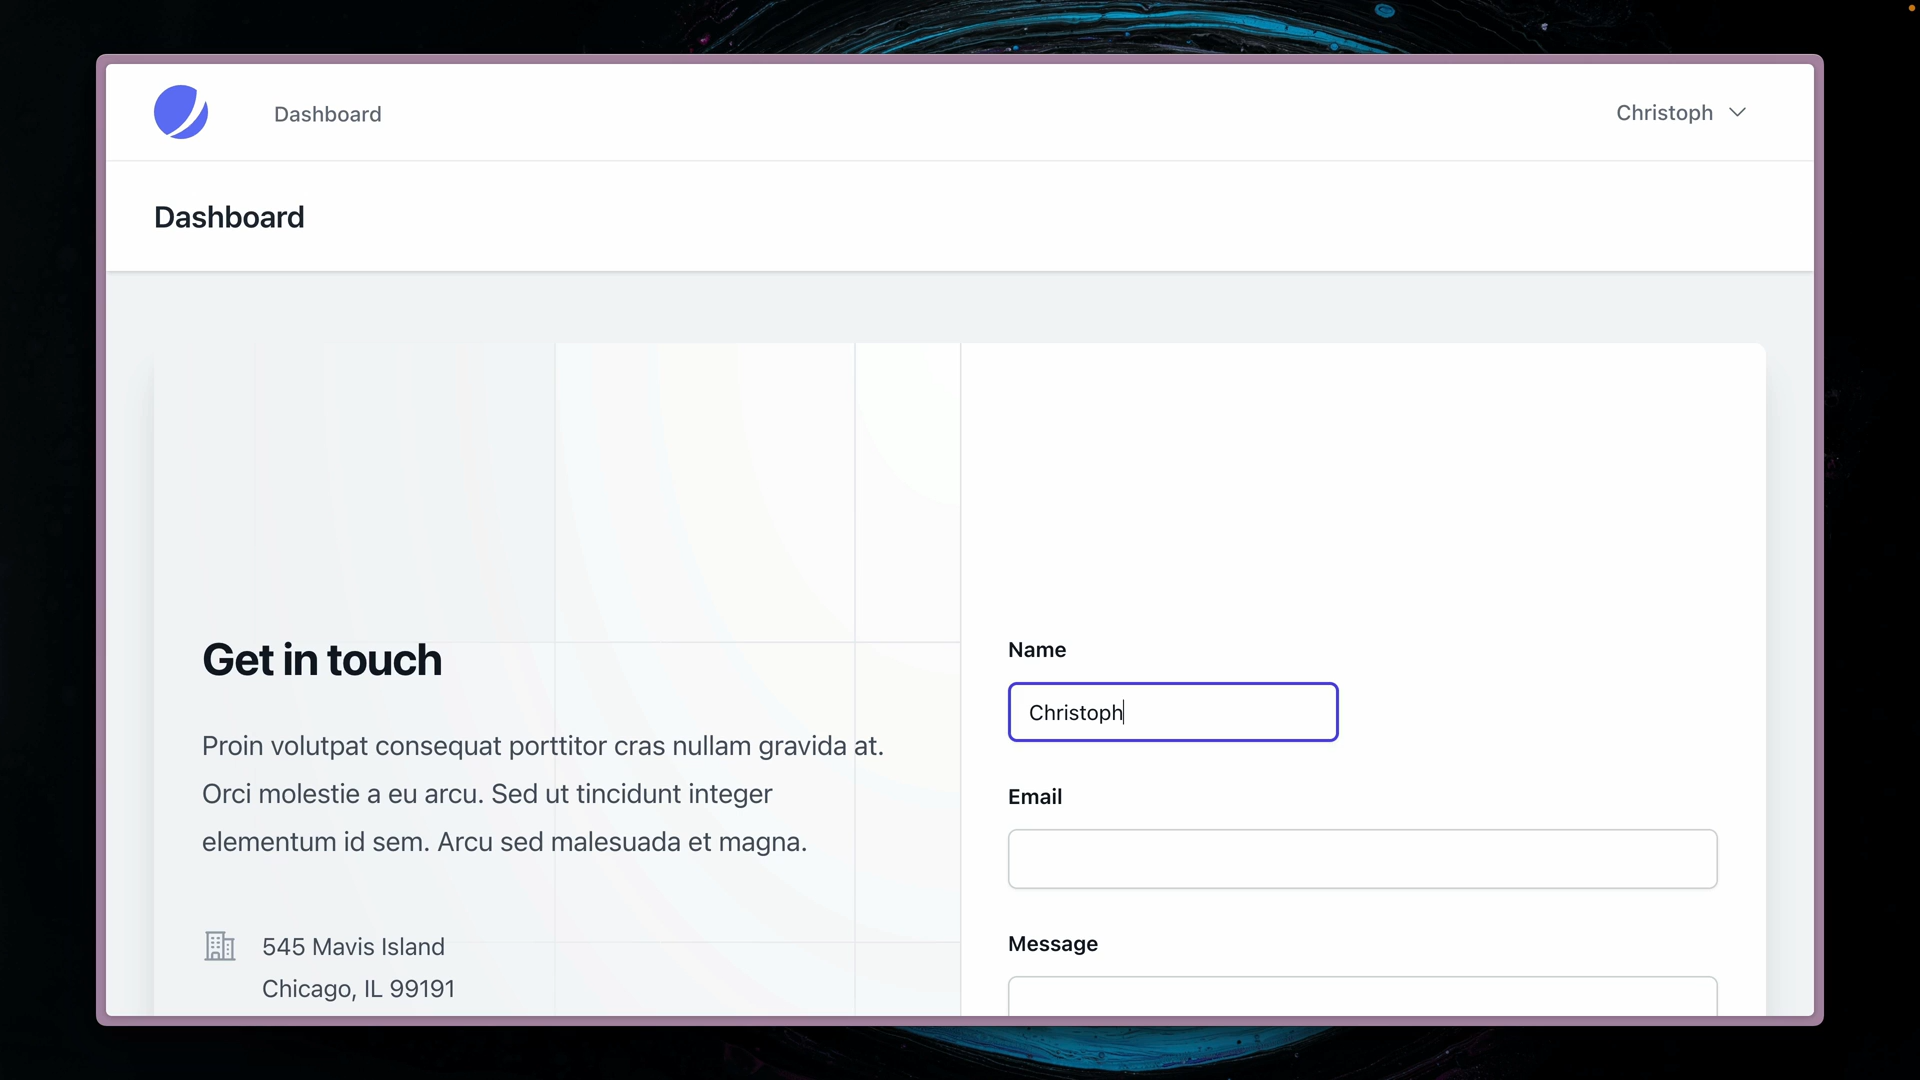 Dashboard
Christoph
Dashboard
Get in touch
Proin volutpat consequat porttitor cras nullam gravida at.
Orci molestie a eu arcu. Sed ut tincidunt integer
elementum id sem. Arcu sed malesuada et magna.
545 Mavis Island
Chicago, IL 99191
Name
Christoph
Email
Message